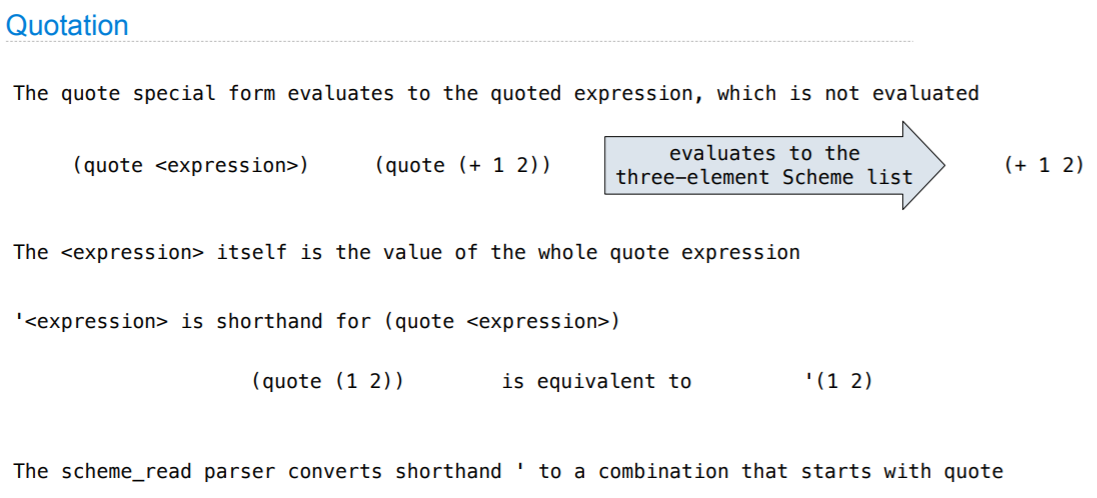 Quotation
The quote special form evaluates to the quoted expression, which is not evaluated
(quote <expression>) (quote (+ 1 2)) evaluates to the three-element Scheme list (+ 1 2)
The <expression> itself is the value of the whole quote expression
'<expression> is shorthand for (quote <expression>)
(quote (1 2)) is equivalent to '(1 2)
The scheme_read parser converts shorthand ' to a combination that starts with quote